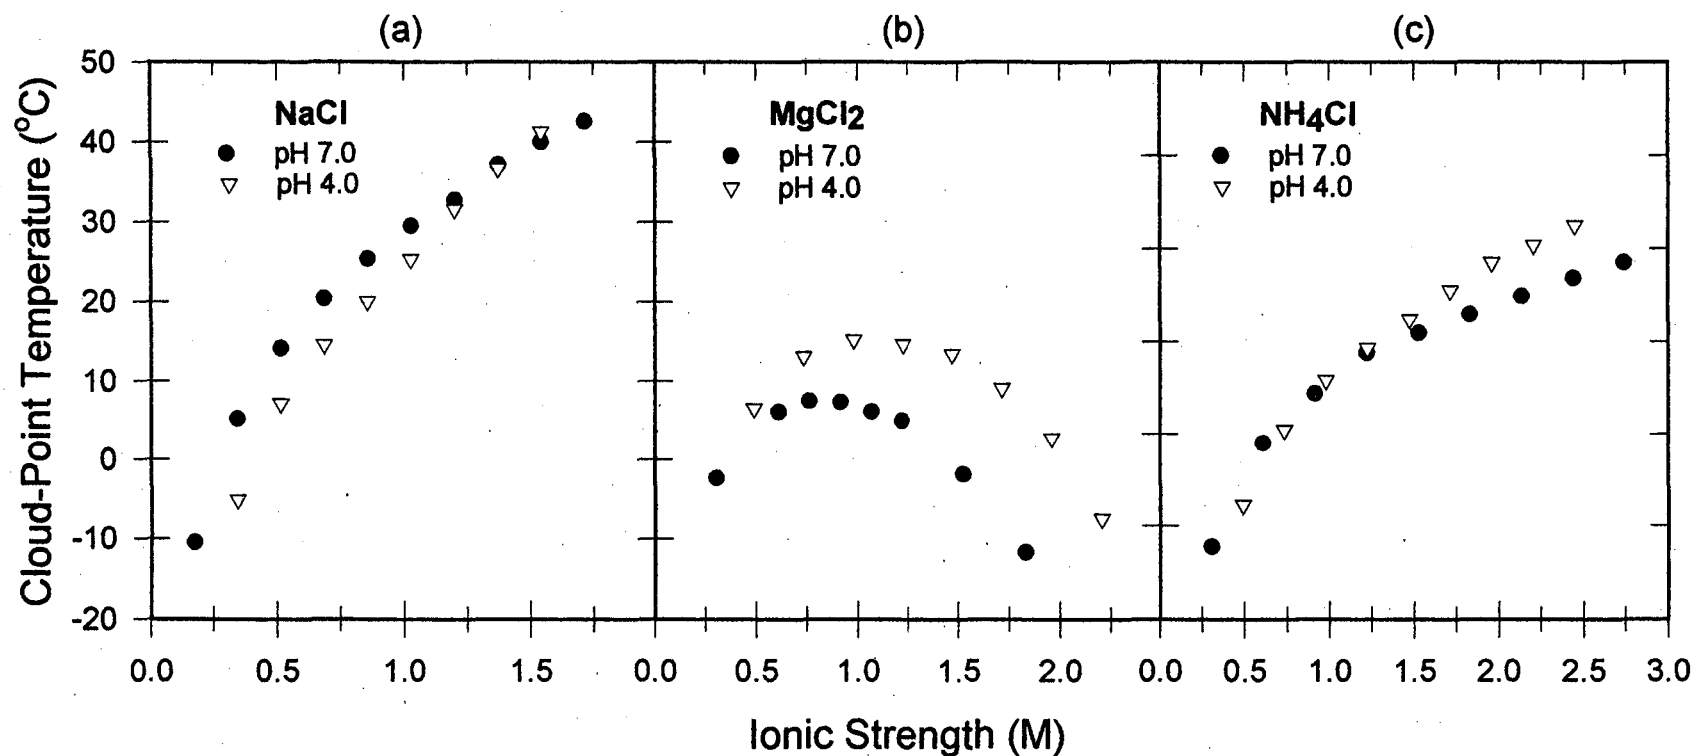 (a) (b) (c)
Cloud-Point Temperature (°C)
50
40
30
20
10
0
-10
-20
NaCl
pH 7.0
pH 4.0
MgCl2
pH 7.0
pH 4.0
NH4Cl
pH 7.0
pH 4.0
0.0 0.5 1.0 1.5 0.0 0.5 1.0 1.5 2.0 0.0 0.5 1.0 1.5 2.0 2.5 3.0
Ionic Strength (M)